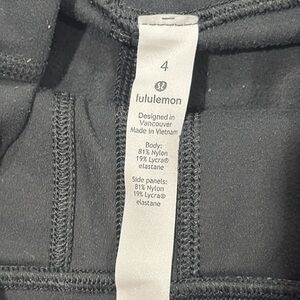 4
lululemon
Designed in
Vancouver
Made in Vietnam
Body:
81% Nylon
19% Lycra®
elastane
Side panels:
81% Nylon
19% Lycra®
elastane